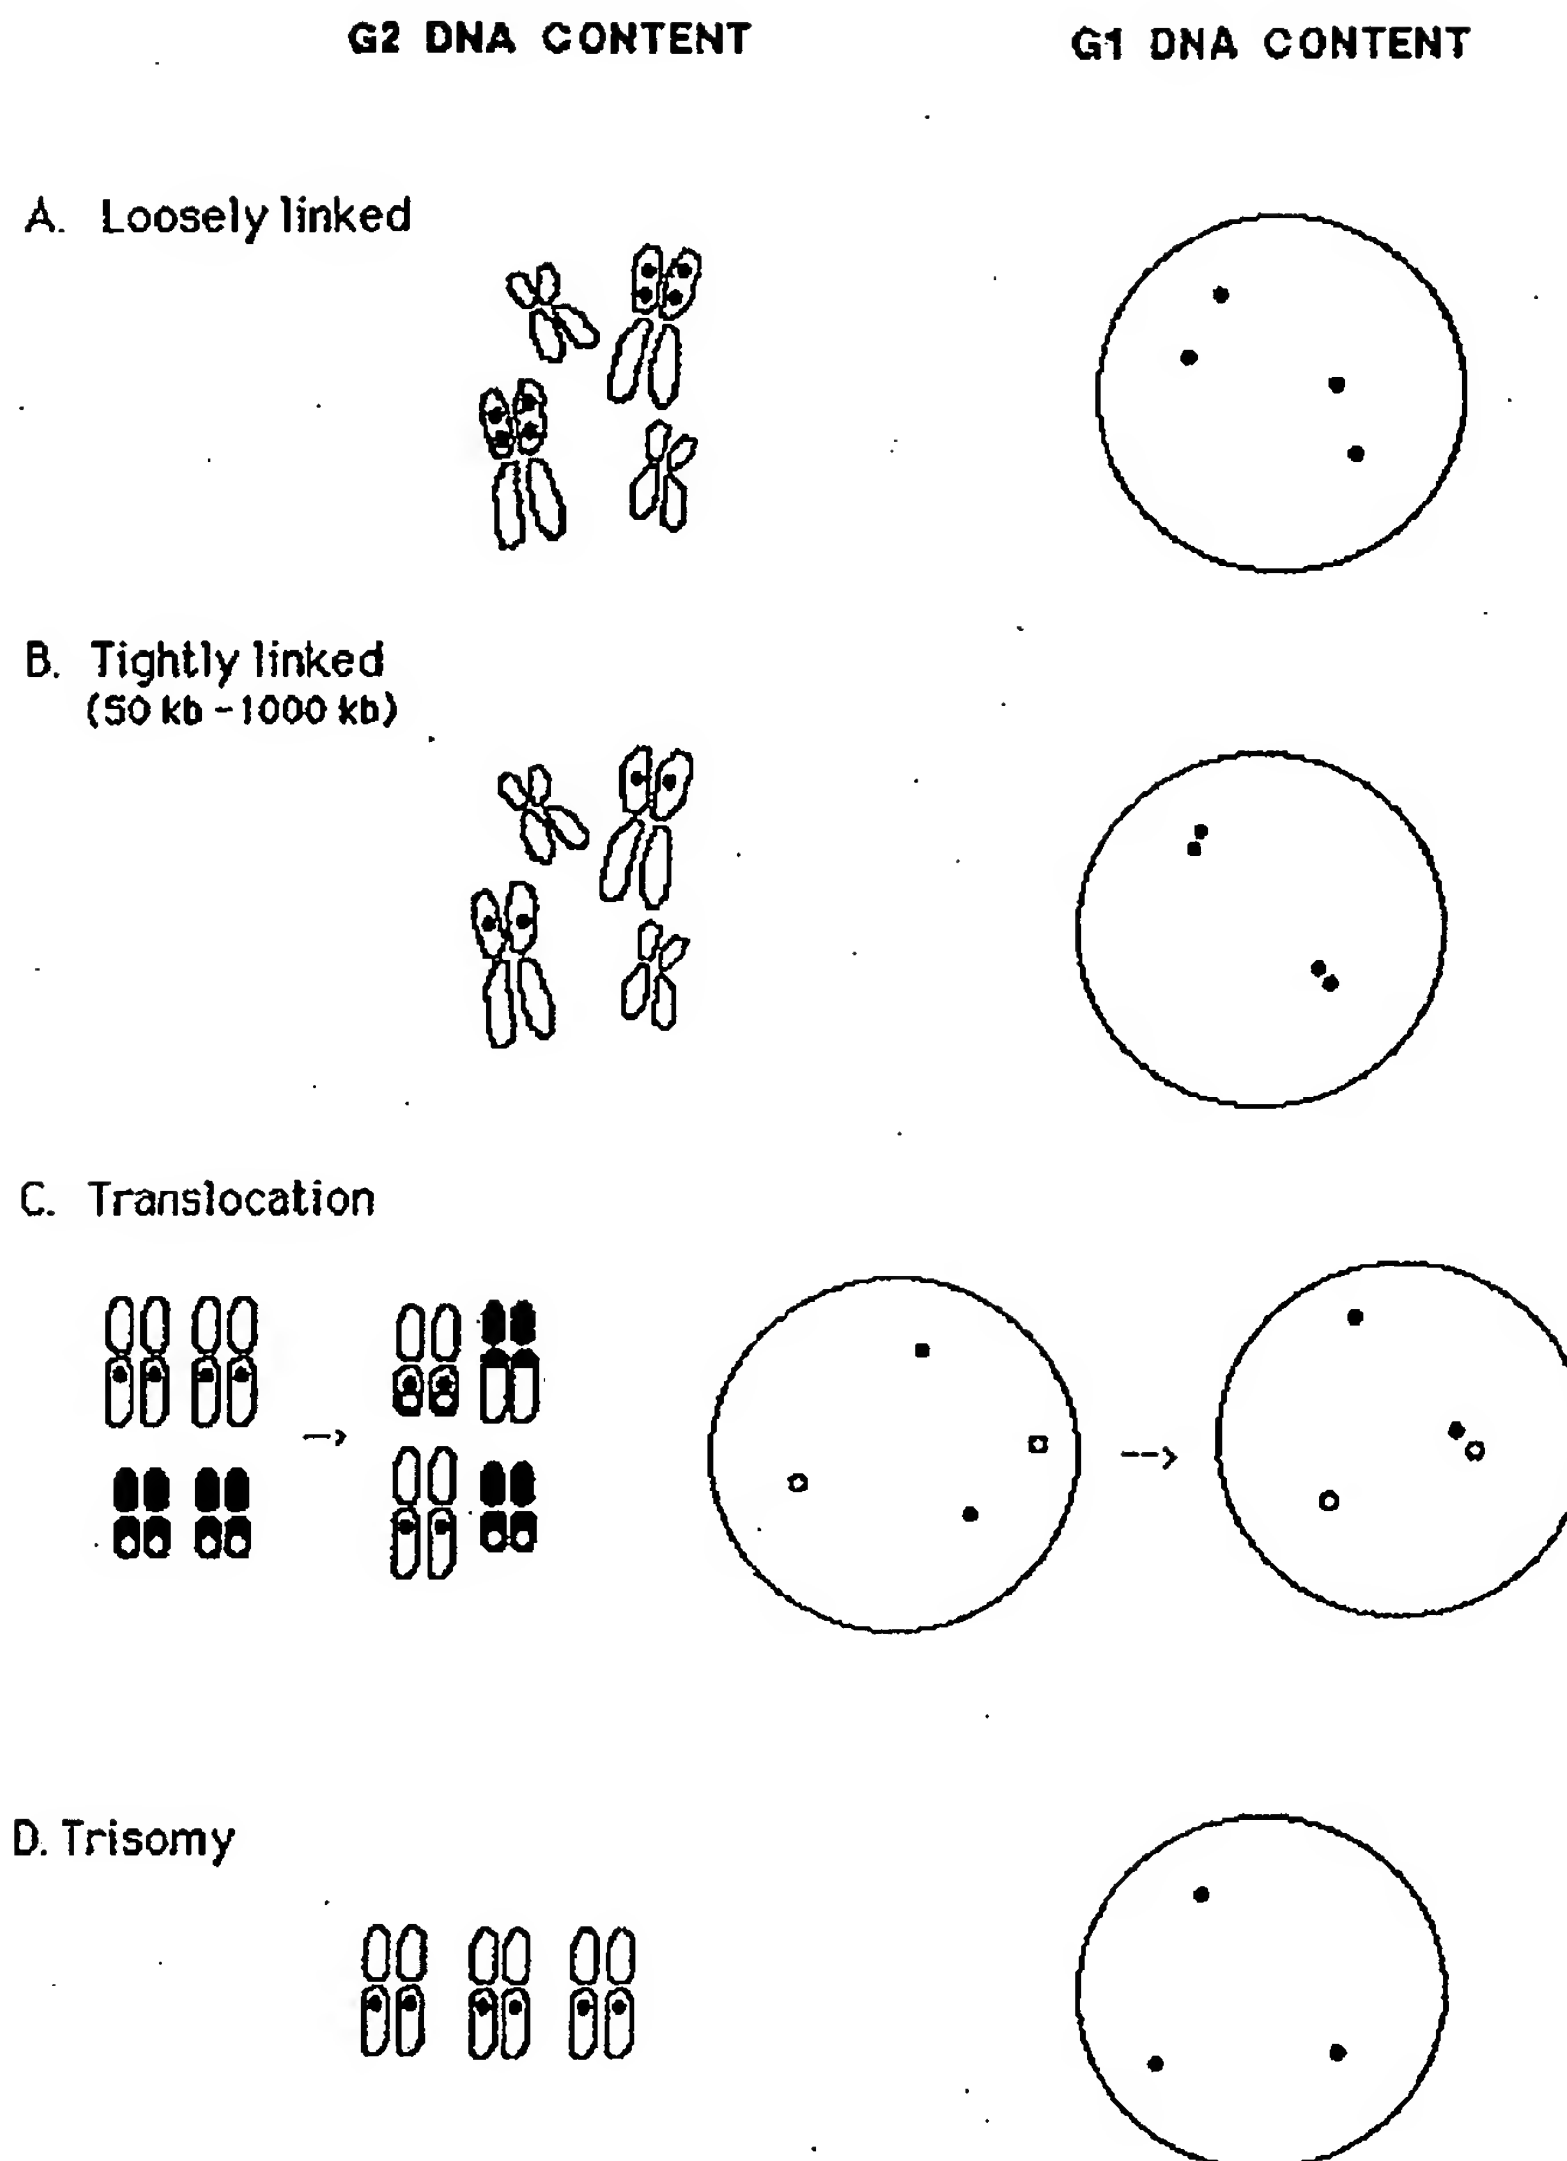 G2 DNA CONTENT
G1 DNA CONTENT
A. Loosely linked
B. Tightly linked
(50 kb - 1000 kb)
C. Translocation
D. Trisomy